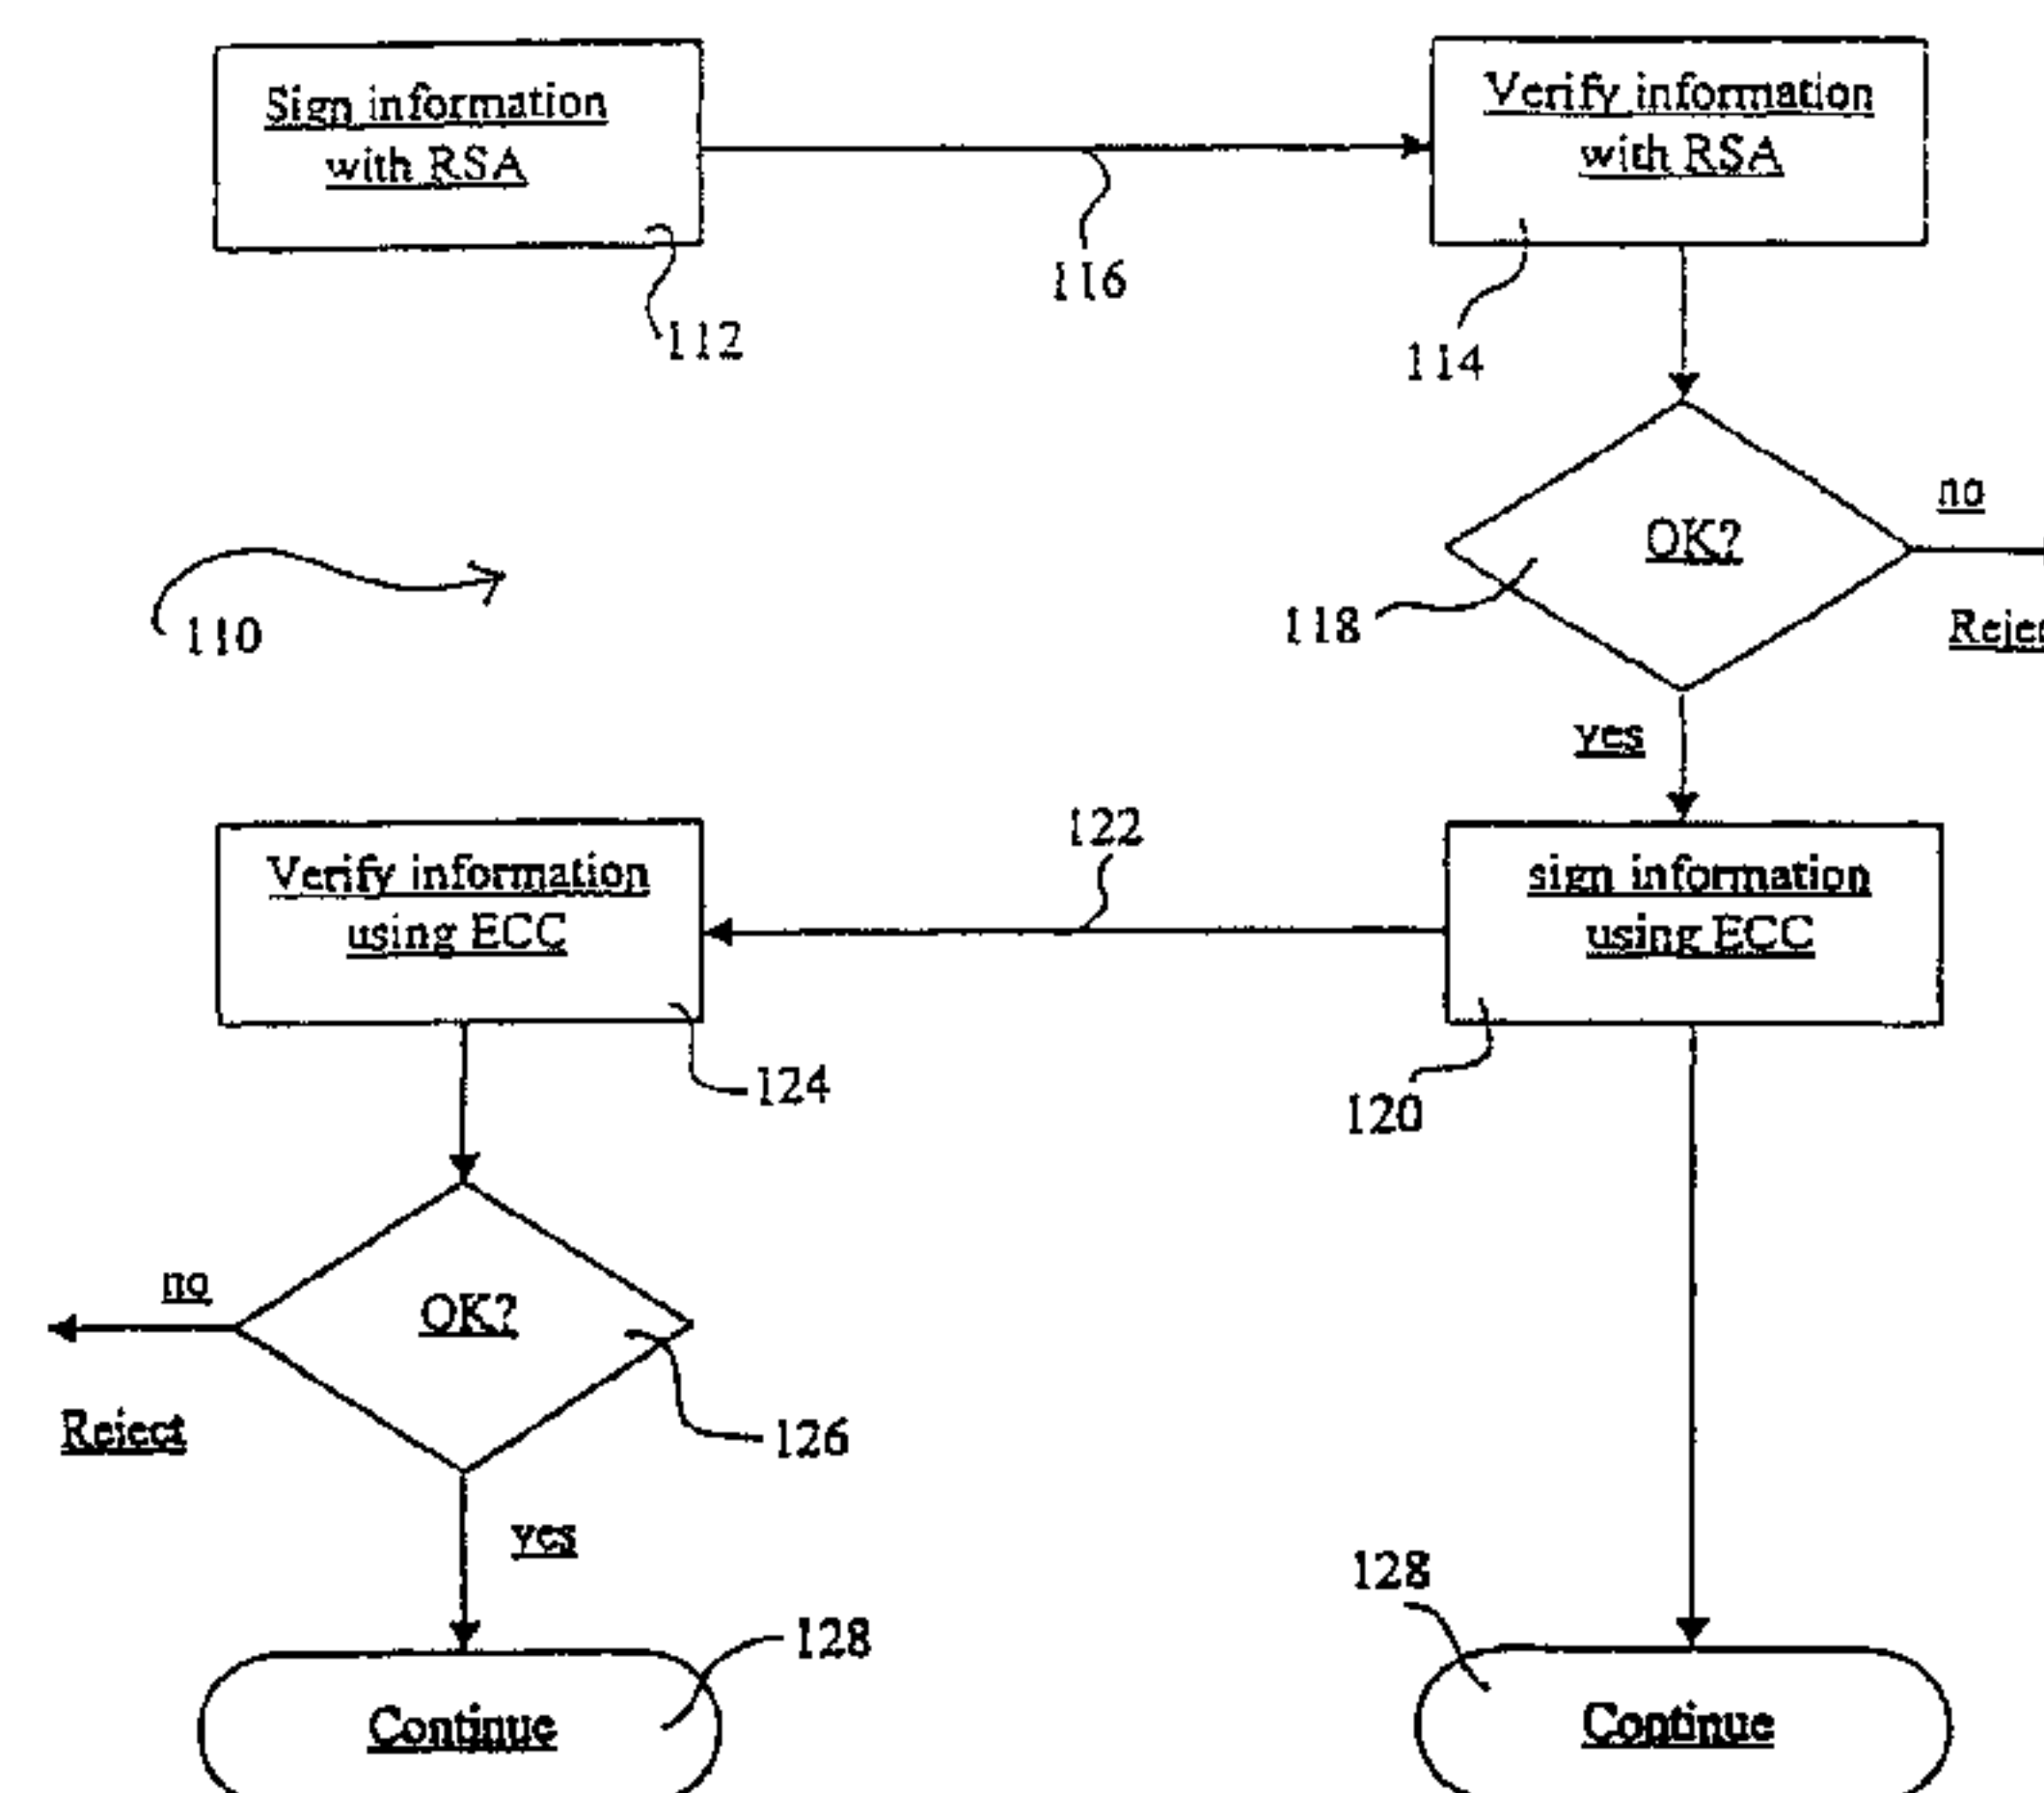 Sign information
with RSA
Verify information
with RSA
116
112
114
no
OK?
118
110
Rejec
yes
122
Verify information
using ECC
sign information
using ECC
124
120
no
OK?
126
Reject
yes
128
128
Continue
Continue